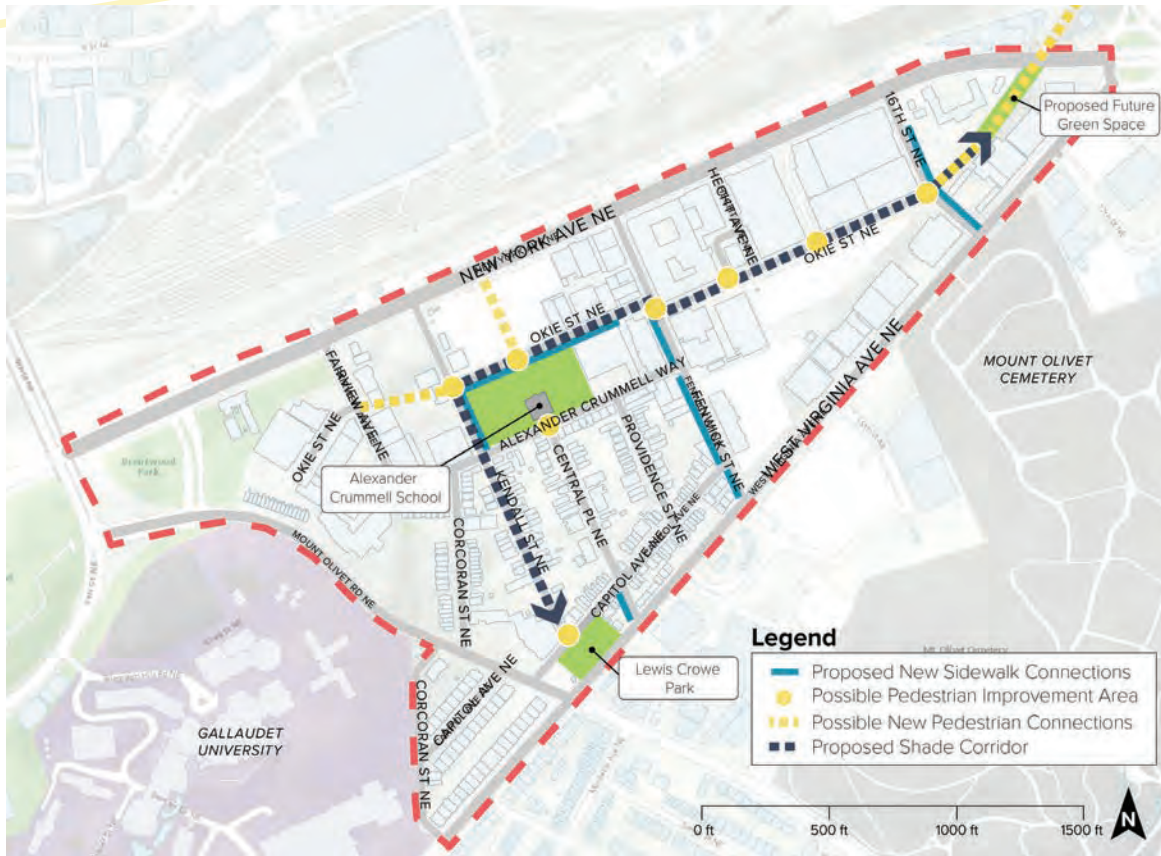 16TH ST NE
Proposed Future
Green Space
HECHT AVE NE
NEW YORK AVE NE
OKIE ST NE
OKIE ST NE
MOUNT OLIVET
CEMETERY
FAIRVIEW AVE NE
OKIE ST NE
ALEXANDER CRUMMELL WAY
FENWICK ST NE
WEST VIRGINIA AVE NE
Brentwood
Park
Alexander
Crummell School
KENDALL ST NE
CENTRAL PL NE
PROVIDENCE ST NE
CORCORAN ST NE
MOUNT OLIVET RD NE
CAPITOL AVE NE
CAPITOL AVE NE
Lewis Crowe
Park
CORCORAN ST NE
GALLAUDET
UNIVERSITY
Mt. Olivet Cemetery
Legend
Proposed New Sidewalk Connections
Possible Pedestrian Improvement Area
Possible New Pedestrian Connections
Proposed Shade Corridor
0 ft
500 ft
1000 ft
1500 ft
N